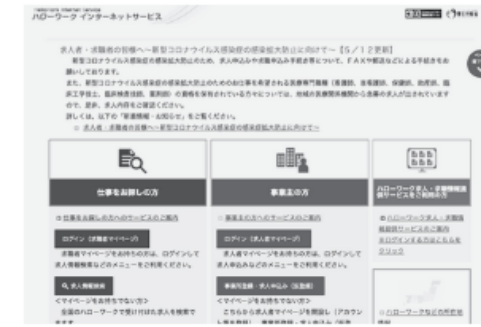 ハローワーク インターネットサービス
求人者・求職者の皆様へ～新型コロナウイルス感染症の感染拡大防止に向けて～【5／12更新】
新型コロナウイルス感染症の感染拡大防止のため、求人申込みや求職申込み手続き等について、FAXや郵送などによる手続きをお
願いしております。
また、新型コロナウイルス感染症の感染拡大防止のためのお仕事を希望される医療専門職種（看護師、准看護師、保健師、助産師、臨
床工学技士、臨床検査技師、薬剤師）の資格を保有されている方々については、地域の医療関係機関から急募の求人が出されています
ので、是非、求人内容をご確認ください。
詳しくは、以下の「新着情報・お知らせ」をご覧ください。
求人者・求職者の皆様へ～新型コロナウイルス感染症の感染拡大防止に向けて～
仕事をお探しの方
事業主の方
ハローワーク求人・求職情報提
供サービスをご利用の方
仕事をお探しの方へのサービスのご案内
事業主の方へのサービスのご案内
ハローワーク求人・求職情
報提供サービスのご案内
※ログインする方はこちらを
クリック
ログイン（求職者マイページ）
求職者マイページをお持ちの方は、ログインして
求人情報検索などのメニューをご利用ください。
ログイン（求人者マイページ）
求人者マイページをお持ちの方は、ログインして
求人申込みなどのメニューをご利用ください。
求人情報検索
＜マイページをお持ちでない方＞
全国のハローワークで受け付けた求人を検索で
きます。
事業所登録・求人申込み（仮登録）
＜マイページをお持ちでない方＞
こちらから求人者マイページを開設し（アカウン
ハローワークなどの所在地
情報